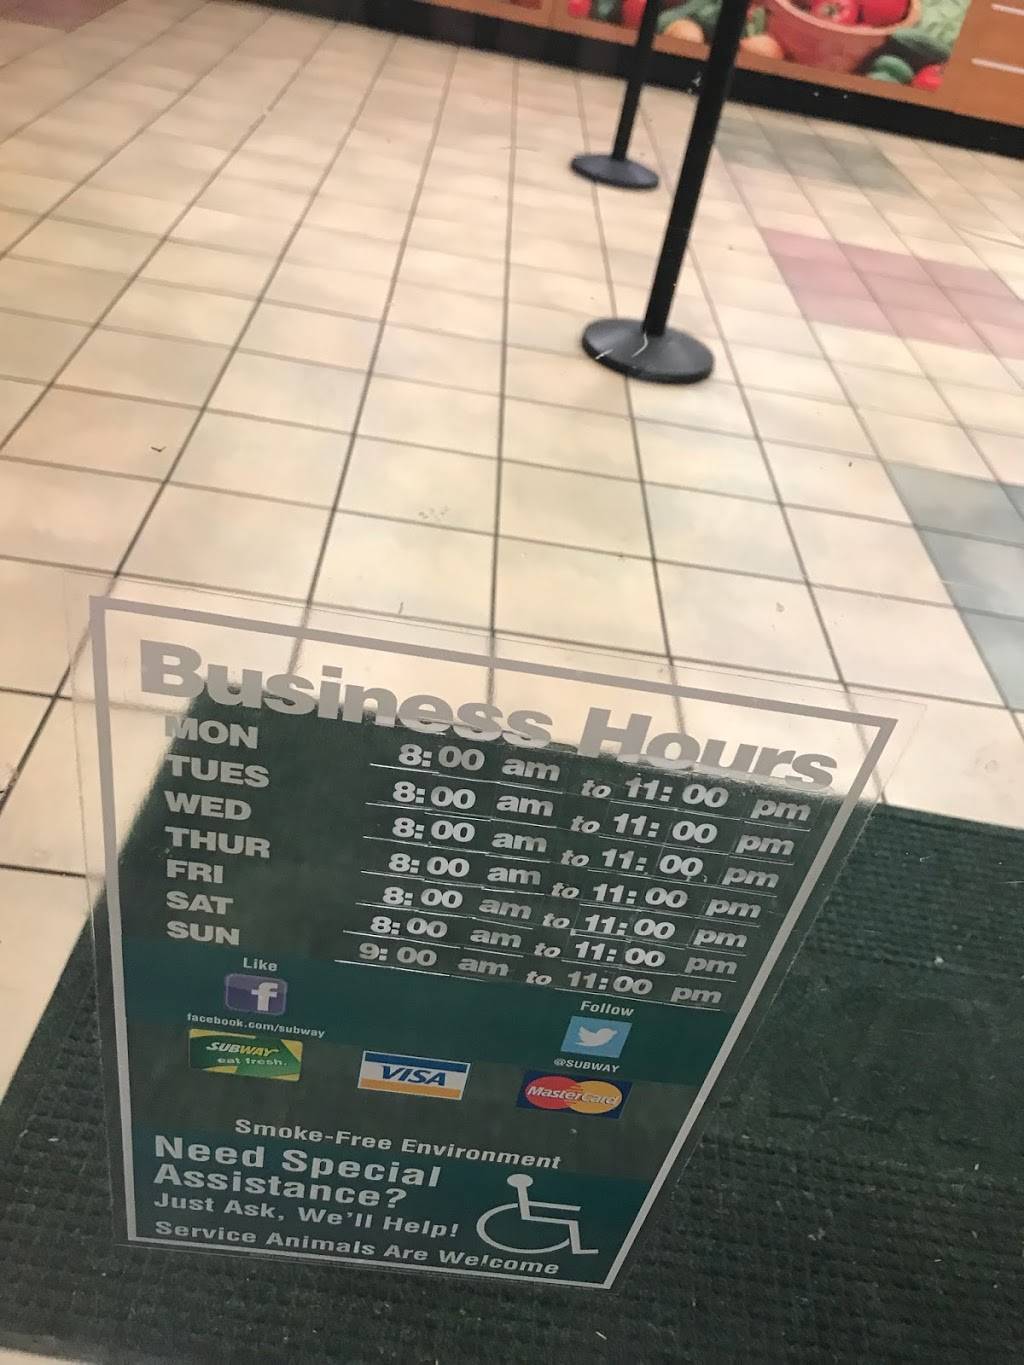 Business Hours
MON 8:00 am to 11:00 pm
TUES 8:00 am to 11:00 pm
WED 8:00 am to 11:00 pm
THUR 8:00 am to 11:00 pm
FRI 8:00 am to 11:00 pm
SAT 8:00 am to 11:00 pm
SUN 9:00 am to 11:00 pm
Like
f
facebook.com/subway
Follow
@SUBWAY
SUBWAY
eat fresh.
VISA
MasterCard
Smoke-Free Environment
Need Special
Assistance?
Just Ask, We'll Help!
Service Animals Are Welcome